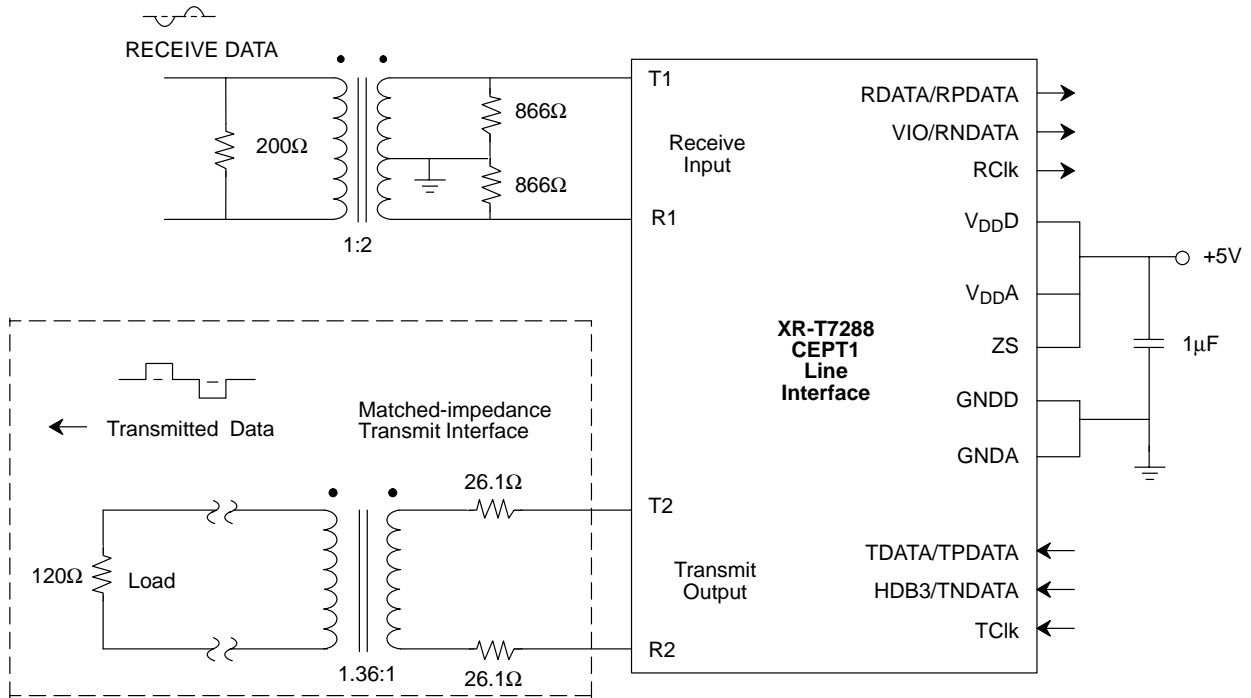 RECEIVE DATA
200Ω
866Ω
866Ω
1:2
T1
Receive
Input
R1
RDATA/RPDATA
VIO/RNDATA
RClk
VDDD
VDDA
ZS
GNDD
GNDA
+5V
1µF
XR-T7288
CEPT1
Line
Interface
Transmitted Data
Matched-impedance
Transmit Interface
26.1Ω
120Ω
Load
1.36:1
26.1Ω
T2
Transmit
Output
R2
TDATA/TPDATA
HDB3/TNDATA
TClk